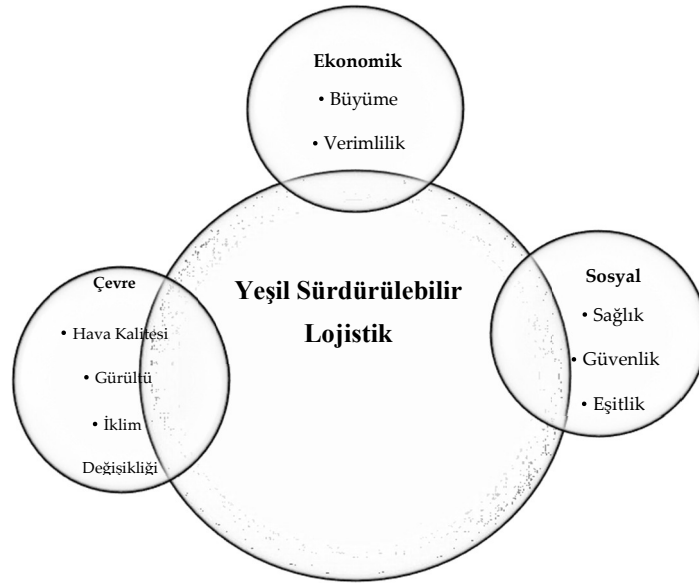 Ekonomik
• Büyüme
• Verimlilik
Yeşil Sürdürülebilir
Lojistik
Çevre
• Hava Kalitesi
• Gürültü
• İklim
Değişikliği
Sosyal
• Sağlık
• Güvenlik
• Eşitlik